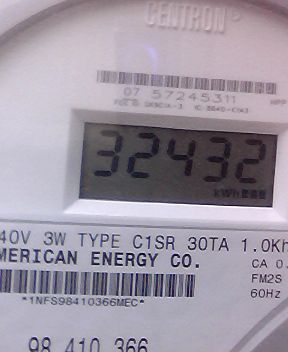 CENTRON®
07 57245311
32432
kWh
40V 3W TYPE C1SR 30TA 1.0Kh
MERICAN ENERGY CO.
CA 0.
FM2S
60Hz
*1NFS98410366MEC*
98 410 366